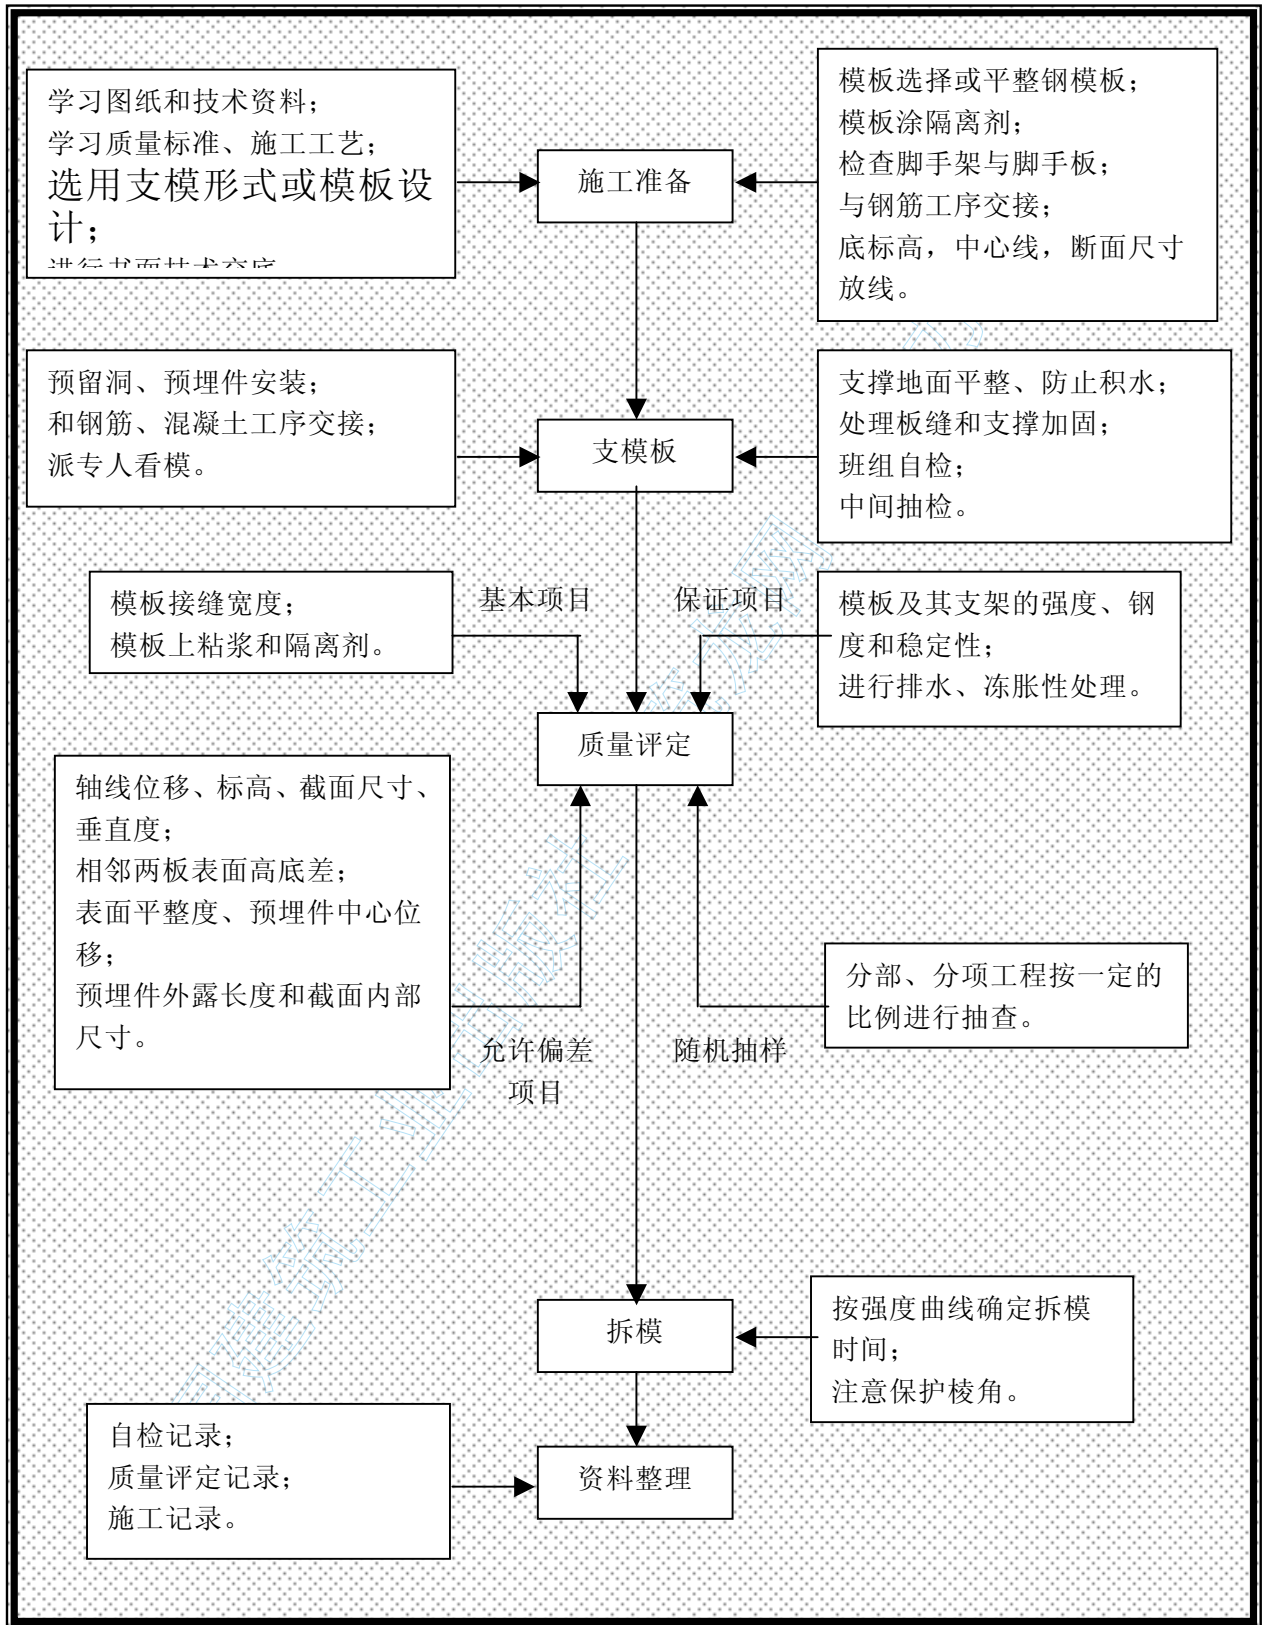 学习图纸和技术资料；
学习质量标准、施工工艺；
选用支模形式或模板设
计；
进行书面技术交底
施工准备
模板选择或平整钢模板；
模板涂隔离剂；
检查脚手架与脚手板；
与钢筋工序交接；
底标高，中心线，断面尺寸
放线。
预留洞、预埋件安装；
和钢筋、混凝土工序交接；
派专人看模。
支模板
支撑地面平整、防止积水；
处理板缝和支撑加固；
班组自检；
中间抽检。
模板接缝宽度；
模板上粘浆和隔离剂。
基本项目
保证项目
模板及其支架的强度、钢
度和稳定性；
进行排水、冻胀性处理。
质量评定
轴线位移、标高、截面尺寸、
垂直度；
相邻两板表面高底差；
表面平整度、预埋件中心位
移；
预埋件外露长度和截面内部
尺寸。
允许偏差
项目
随机抽样
分部、分项工程按一定的
比例进行抽查。
拆模
按强度曲线确定拆模
时间；
注意保护棱角。
自检记录；
质量评定记录；
施工记录。
资料整理
建筑工业出版社